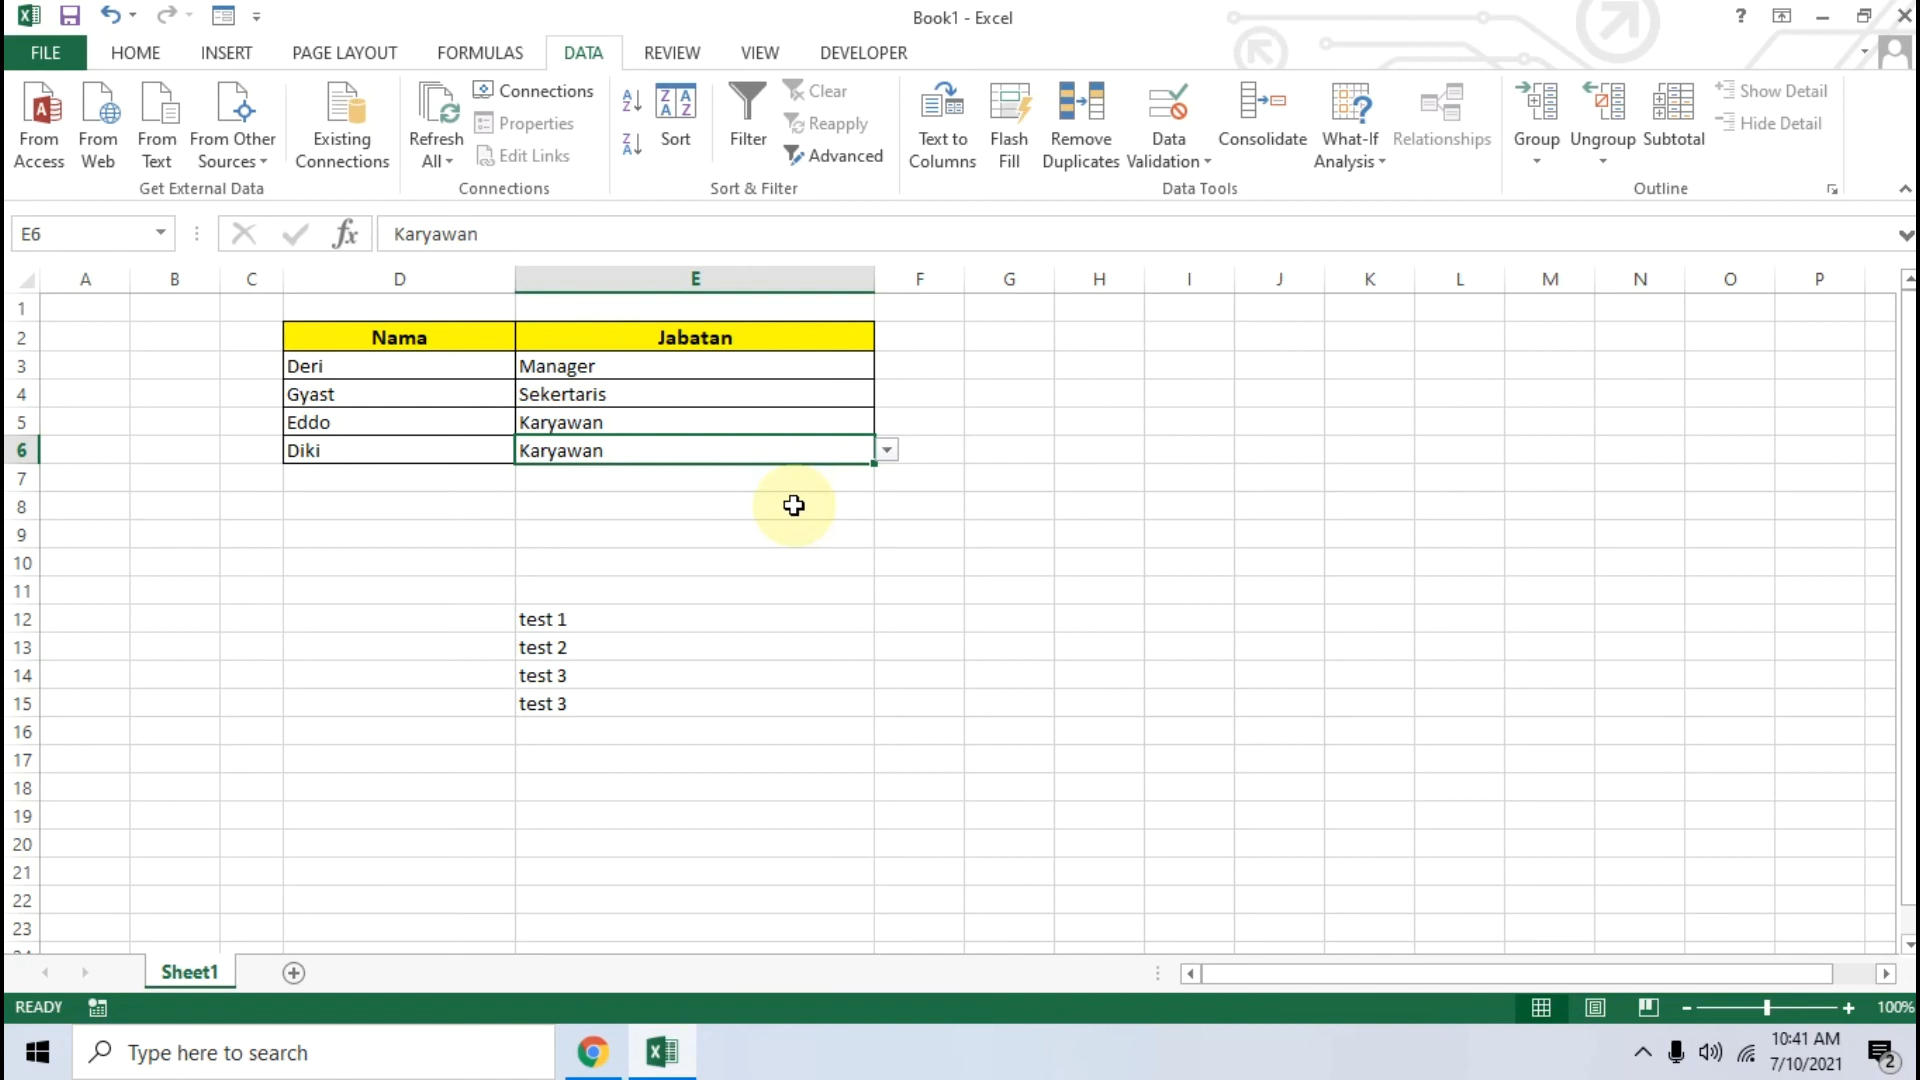 Book1 - Excel
FILE HOME INSERT PAGE LAYOUT FORMULAS DATA REVIEW VIEW DEVELOPER
From Access
From Web
From Text
From Other Sources
Get External Data
Existing Connections
Refresh All
Connections
Properties
Edit Links
Connections
Sort
Filter
Clear
Reapply
Advanced
Sort & Filter
Text to Columns
Flash Fill
Remove Duplicates
Data Validation
Consolidate
What-If Analysis
Relationships
Data Tools
Group
Ungroup
Subtotal
Show Detail
Hide Detail
Outline
E6 fx Karyawan
A B C D E F G H I J K L M N O P
1
2 Nama Jabatan
3 Deri Manager
4 Gyast Sekertaris
5 Eddo Karyawan
6 Diki Karyawan
7
8
9
10
11
12 test 1
13 test 2
14 test 3
15 test 3
16
17
18
19
20
21
22
23
Sheet1
READY 100%
Type here to search
10:41 AM
7/10/2021
2